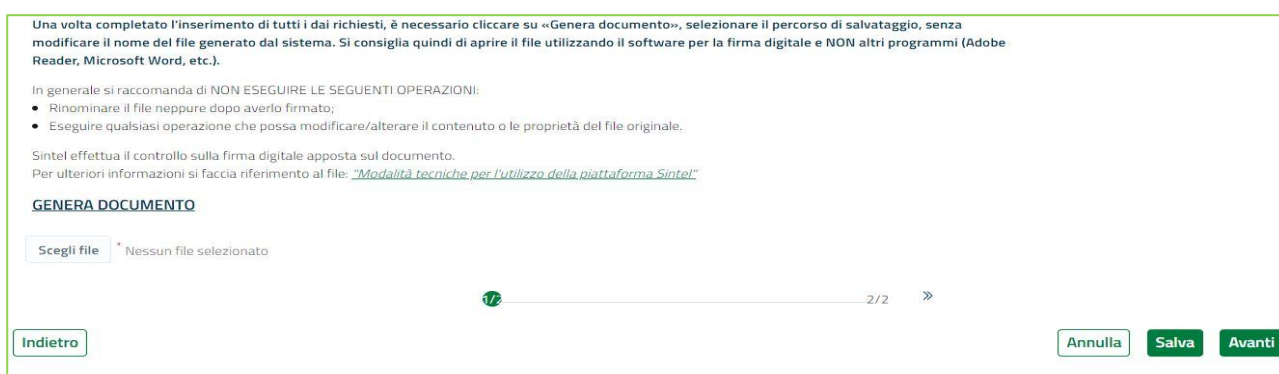 Una volta completato l'inserimento di tutti i dai richiesti, è necessario cliccare su «Genera documento», selezionare il percorso di salvataggio, senza
modificare il nome del file generato dal sistema. Si consiglia quindi di aprire il file utilizzando il software per la firma digitale e NON altri programmi (Adobe
Reader, Microsoft Word, etc.).
In generale si raccomanda di NON ESEGUIRE LE SEGUENTI OPERAZIONI:
• Rinominare il file neppure dopo averlo firmato;
• Eseguire qualsiasi operazione che possa modificare/alterare il contenuto o le proprietà del file originale.
Sintel effettua il controllo sulla firma digitale apposta sul documento.
Per ulteriori informazioni si faccia riferimento al file: "Modalità tecniche per l'utilizzo della piattaforma Sintel"
GENERA DOCUMENTO
Scegli file * Nessun file selezionato
1/2 2/2 »
Indietro Annulla Salva Avanti